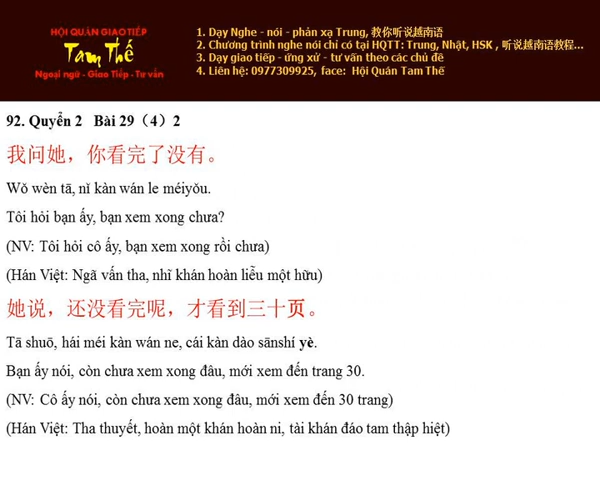 HỘI QUÁN GIAO TIẾP
Tam Thế
Ngoại ngữ - Giao Tiếp - Tư vấn
1. Dạy Nghe - nói - phản xạ Trung, 教你听说越南语
2. Chương trình nghe nói chỉ có tại HQTT: Trung, Nhật, HSK , 听说越南语教程...
3. Dạy giao tiếp - ứng xử - tư vấn theo các chủ đề
4. Liên hệ: 0977309925, face: Hội Quán Tam Thế
92. Quyển 2 Bài 29（4）2
我问她，你看完了没有。
Wǒ wèn tā, nǐ kàn wán le méiyǒu.
Tôi hỏi bạn ấy, bạn xem xong chưa?
(NV: Tôi hỏi cô ấy, bạn xem xong rồi chưa)
(Hán Việt: Ngã vấn tha, nhĩ khán hoàn liễu một hữu)
她说，还没看完呢，才看到三十页。
Tā shuō, hái méi kàn wán ne, cái kàn dào sānshí yè.
Bạn ấy nói, còn chưa xem xong đâu, mới xem đến trang 30.
(NV: Cô ấy nói, còn chưa xem xong đâu, mới xem đến 30 trang)
(Hán Việt: Tha thuyết, hoàn một khán hoàn ni, tài khán đáo tam thập hiệt)